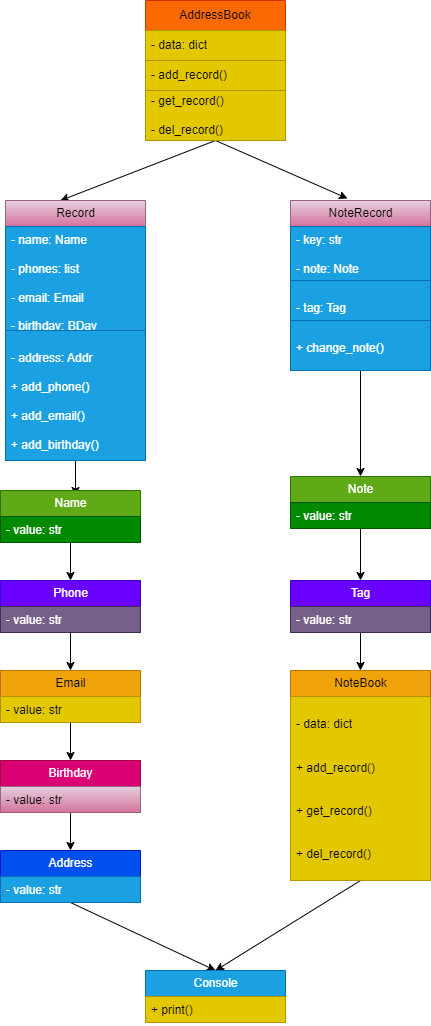 AddressBook
- data: dict
- add_record()
- get_record()
- del_record()
Record
- name: Name
- phones: list
- email: Email
- birthday: BDay
- address: Addr
+ add_phone()
+ add_email()
+ add_birthday()
NoteRecord
- key: str
- note: Note
- tag: Tag
+ change_note()
Name
- value: str
Note
- value: str
Phone
- value: str
Tag
- value: str
Email
- value: str
NoteBook
- data: dict
+ add_record()
+ get_record()
+ del_record()
Birthday
- value: str
Address
- value: str
Console
+ print()